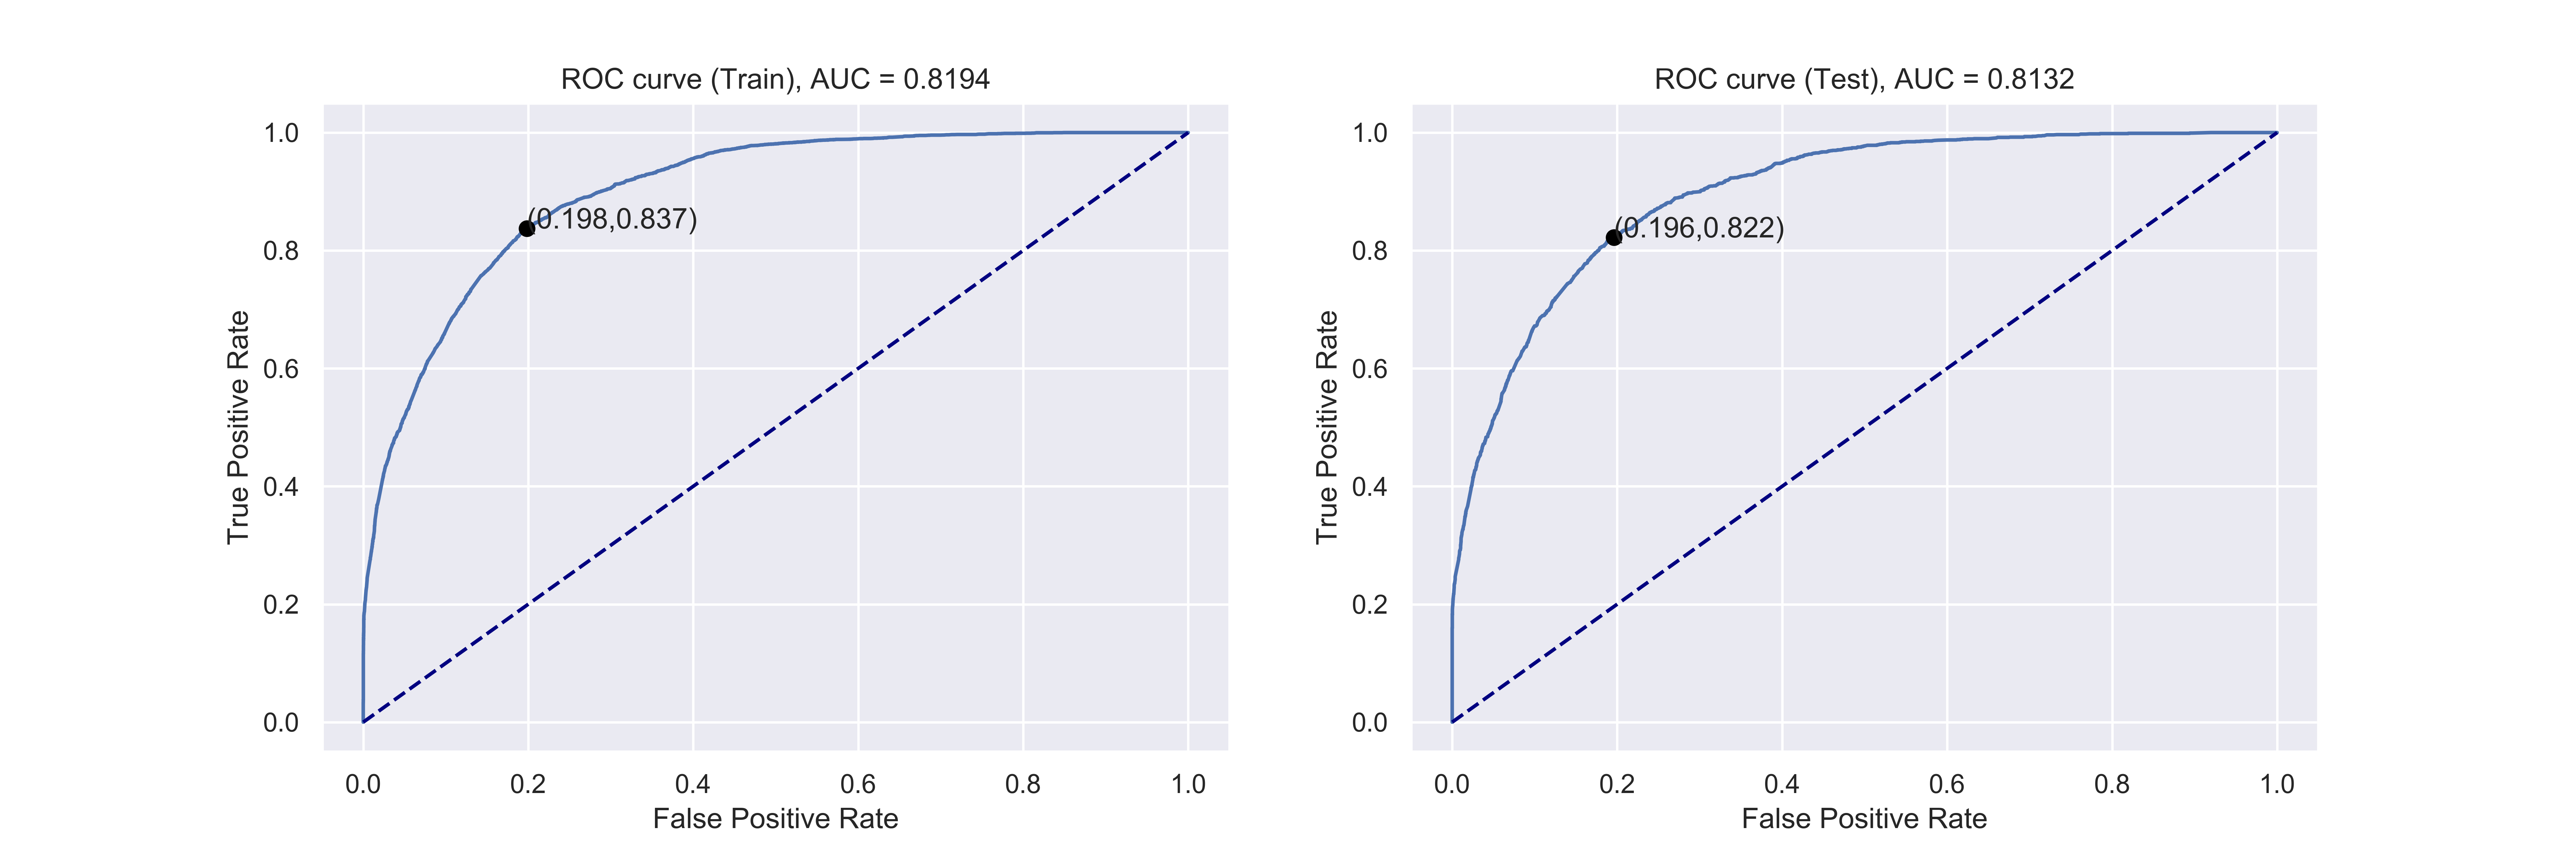 ROC curve (Train), AUC = 0.8194
1.0
0.8
0.6
0.4
0.2
0.0
True Positive Rate
(0.198,0.837)
0.0 0.2 0.4 0.6 0.8 1.0
False Positive Rate
ROC curve (Test), AUC = 0.8132
1.0
0.8
0.6
0.4
0.2
0.0
True Positive Rate
(0.196,0.822)
0.0 0.2 0.4 0.6 0.8 1.0
False Positive Rate